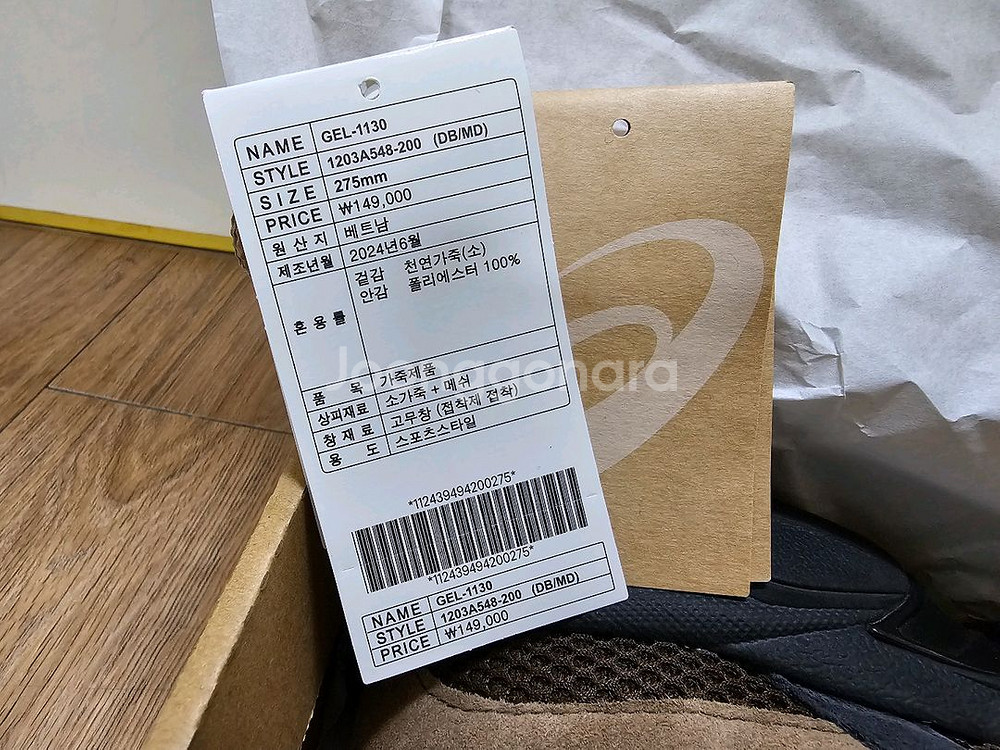 NAME GEL-1130
STYLE 1203A548-200 (DB/MD)
SIZE 275mm
PRICE ₩149,000
원산지 베트남
제조년월 2024년6월
혼용률 겉감 천연가죽(소)
안감 폴리에스터 100%
품목 가죽제품
상피재료 소가죽 + 메쉬
창재료 고무창 (접착제 접착)
용도 스포츠스타일
*112439494200275*
*112439494200275*
NAME GEL-1130
STYLE 1203A548-200 (DB/MD)
PRICE ₩149,000
Joongonara